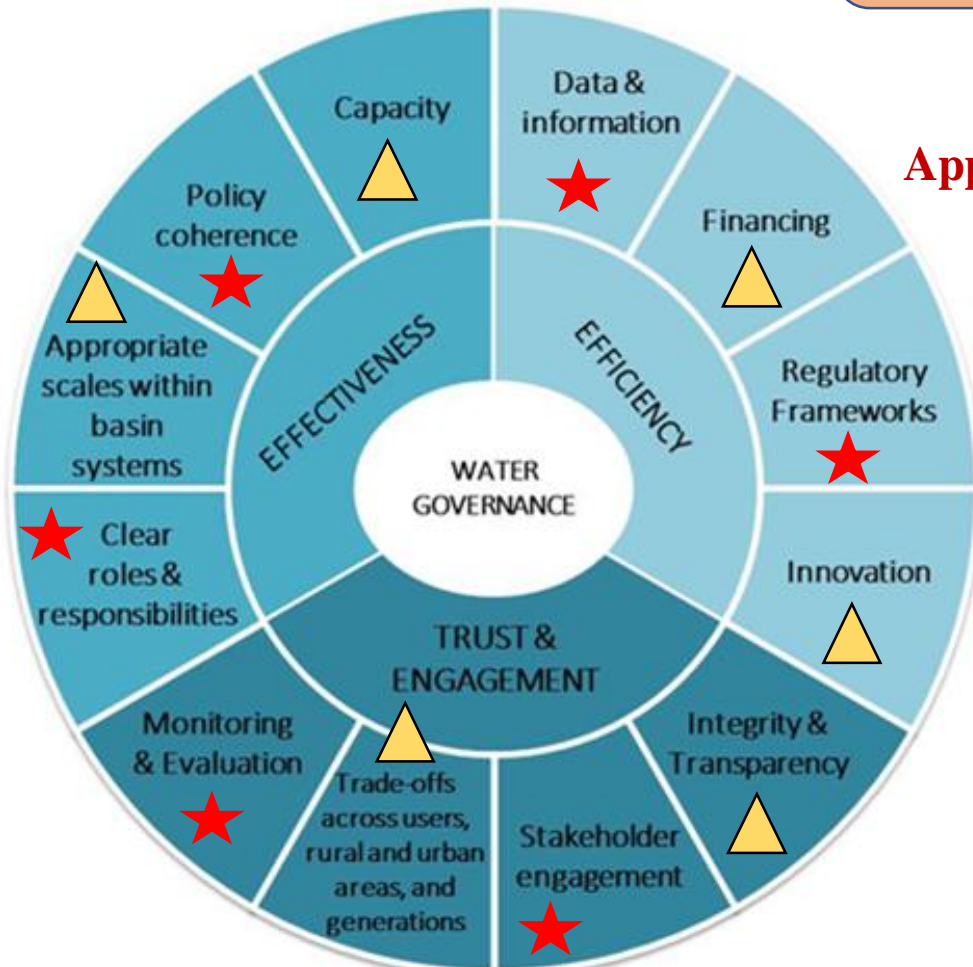 Capacity
Data &
information
App
Policy
coherence
Financing
Appropriate
scales within
basin
systems
EFFECTIVENESS
EFFICIENCY
Regulatory
Frameworks
WATER
GOVERNANCE
Clear
roles &
responsibilities
Innovation
TRUST &
ENGAGEMENT
Monitoring
& Evaluation
Trade-offs
across users,
rural and urban
areas, and
generations
Stakeholder
engagement
Integrity &
Transparency